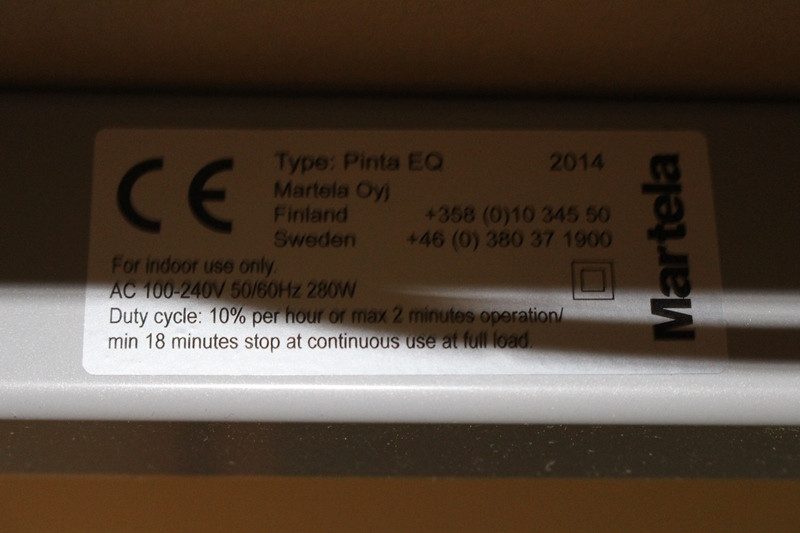 CE
Type: Pinta EQ 2014
Martela Oyj
Finland +358 (0)10 345 50
Sweden +46 (0) 380 37 1900
For indoor use only.
AC 100-240V 50/60Hz 280W
Duty cycle: 10% per hour or max 2 minutes operation/
min 18 minutes stop at continuous use at full load.
Martela